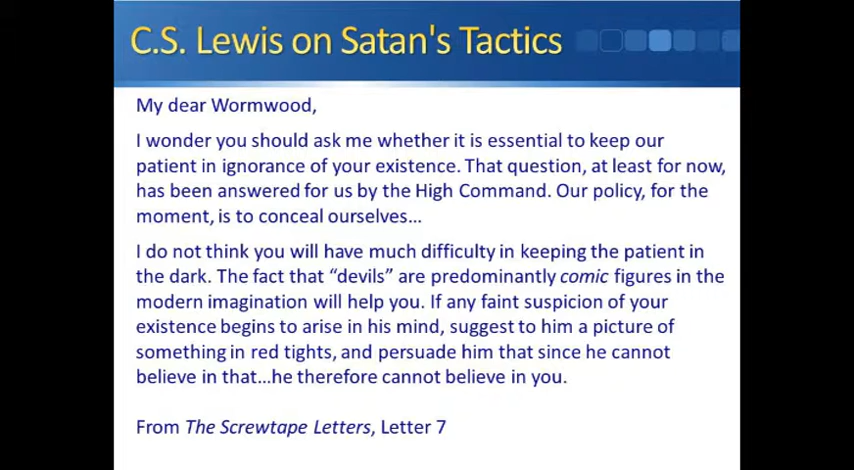 C.S. Lewis on Satan's Tactics
My dear Wormwood,
I wonder you should ask me whether it is essential to keep our
patient in ignorance of your existence. That question, at least for now,
has been answered for us by the High Command. Our policy, for the
moment, is to conceal ourselves…
I do not think you will have much difficulty in keeping the patient in
the dark. The fact that “devils” are predominantly comic figures in the
modern imagination will help you. If any faint suspicion of your
existence begins to arise in his mind, suggest to him a picture of
something in red tights, and persuade him that since he cannot
believe in that…he therefore cannot believe in you.
From The Screwtape Letters, Letter 7